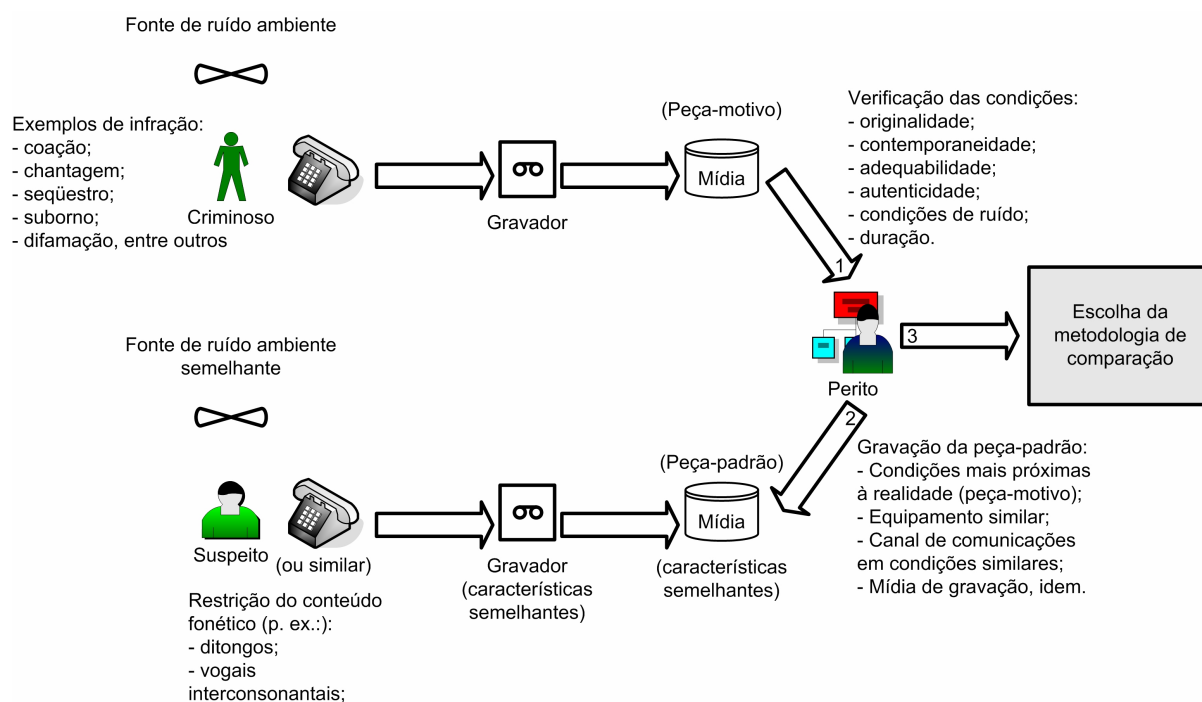 Fonte de ruído ambiente
Exemplos de infração:
- coação;
- chantagem;
- seqüestro;
- suborno;
- difamação, entre outros
Criminoso
Gravador
(Peça-motivo)
Mídia
Verificação das condições:
- originalidade;
- contemporaneidade;
- adequabilidade;
- autenticidade;
- condições de ruído;
- duração.
1
Perito
3
Escolha da
metodologia de
comparação
2
Fonte de ruído ambiente
semelhante
Suspeito
(ou similar)
Restrição do conteúdo
fonético (p. ex.:):
- ditongos;
- vogais
interconsonantais;
Gravador
(características
semelhantes)
(Peça-padrão)
Mídia
(características
semelhantes)
Gravação da peça-padrão:
- Condições mais próximas
à realidade (peça-motivo);
- Equipamento similar;
- Canal de comunicações
em condições similares;
- Mídia de gravação, idem.